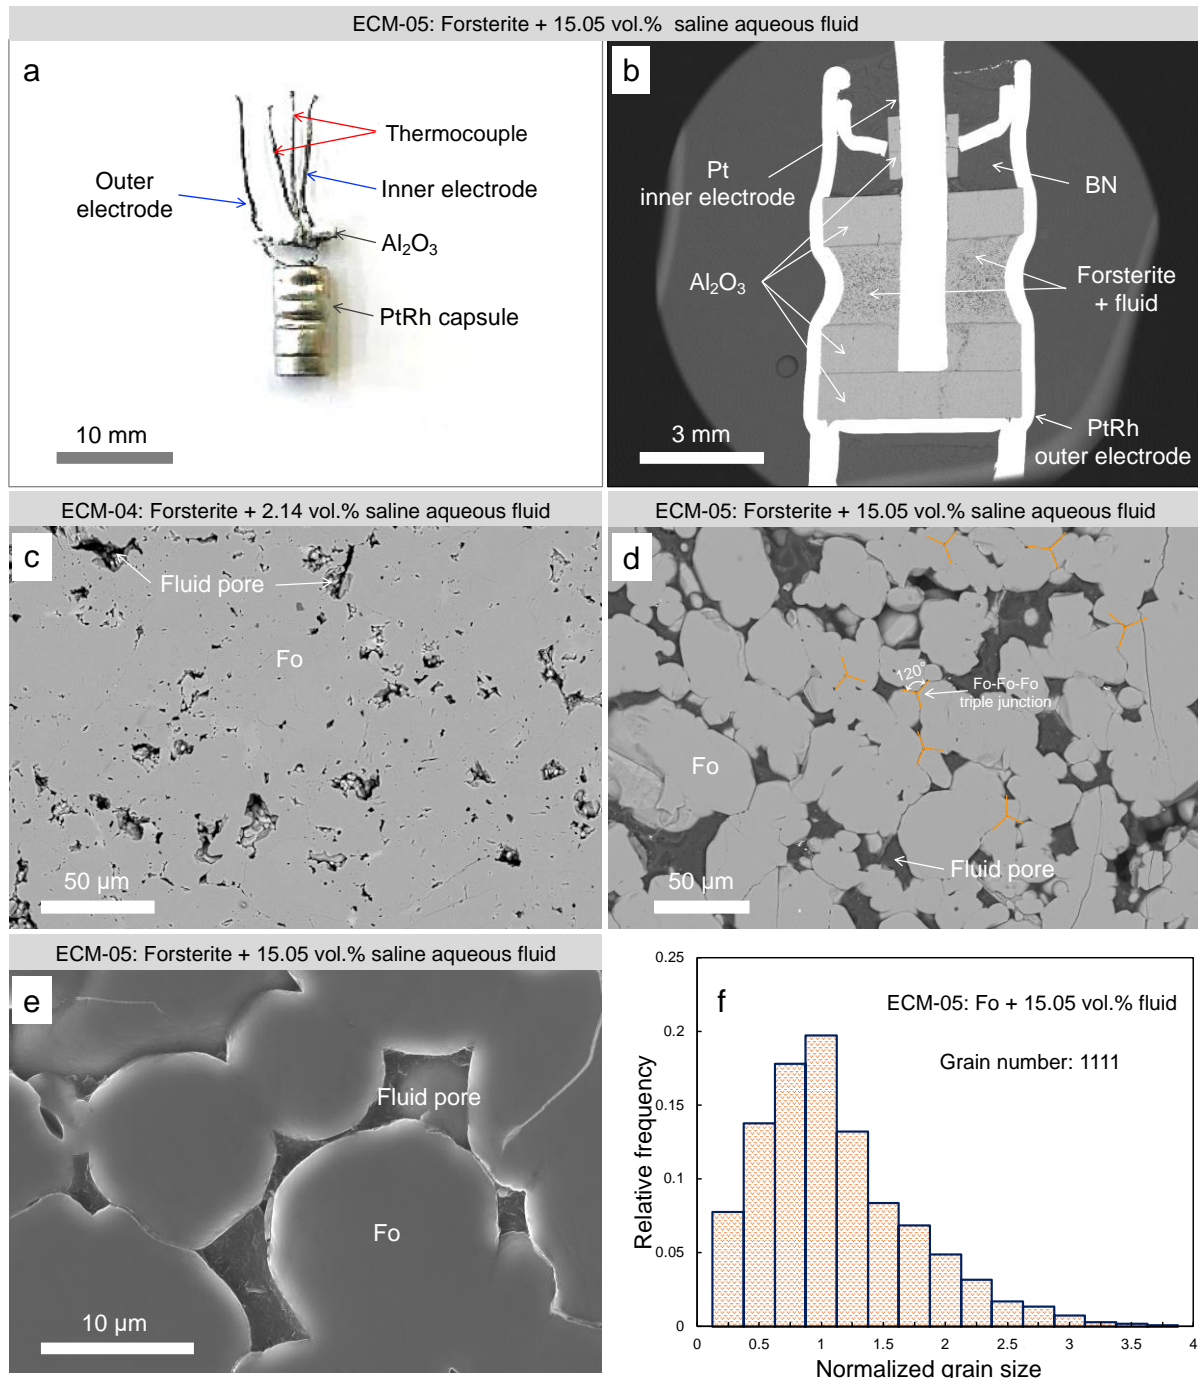 ECM-05: Forsterite + 15.05 vol.% saline aqueous fluid
a
Thermocouple
Outer
electrode
Inner electrode
Al₂O₃
PtRh capsule
10 mm
b
Pt
inner electrode
BN
Al₂O₃
Forsterite
+ fluid
PtRh
outer electrode
3 mm
ECM-04: Forsterite + 2.14 vol.% saline aqueous fluid
c
Fluid pore
Fo
50 µm
ECM-05: Forsterite + 15.05 vol.% saline aqueous fluid
d
120°
Fo-Fo-Fo
triple junction
Fo
Fluid pore
50 µm
ECM-05: Forsterite + 15.05 vol.% saline aqueous fluid
e
Fluid pore
Fo
10 µm
f
ECM-05: Fo + 15.05 vol.% fluid
Grain number: 1111
Relative frequency
0.25
0.2
0.15
0.1
0.05
0
0 0.5 1 1.5 2 2.5 3 3.5 4
Normalized grain size